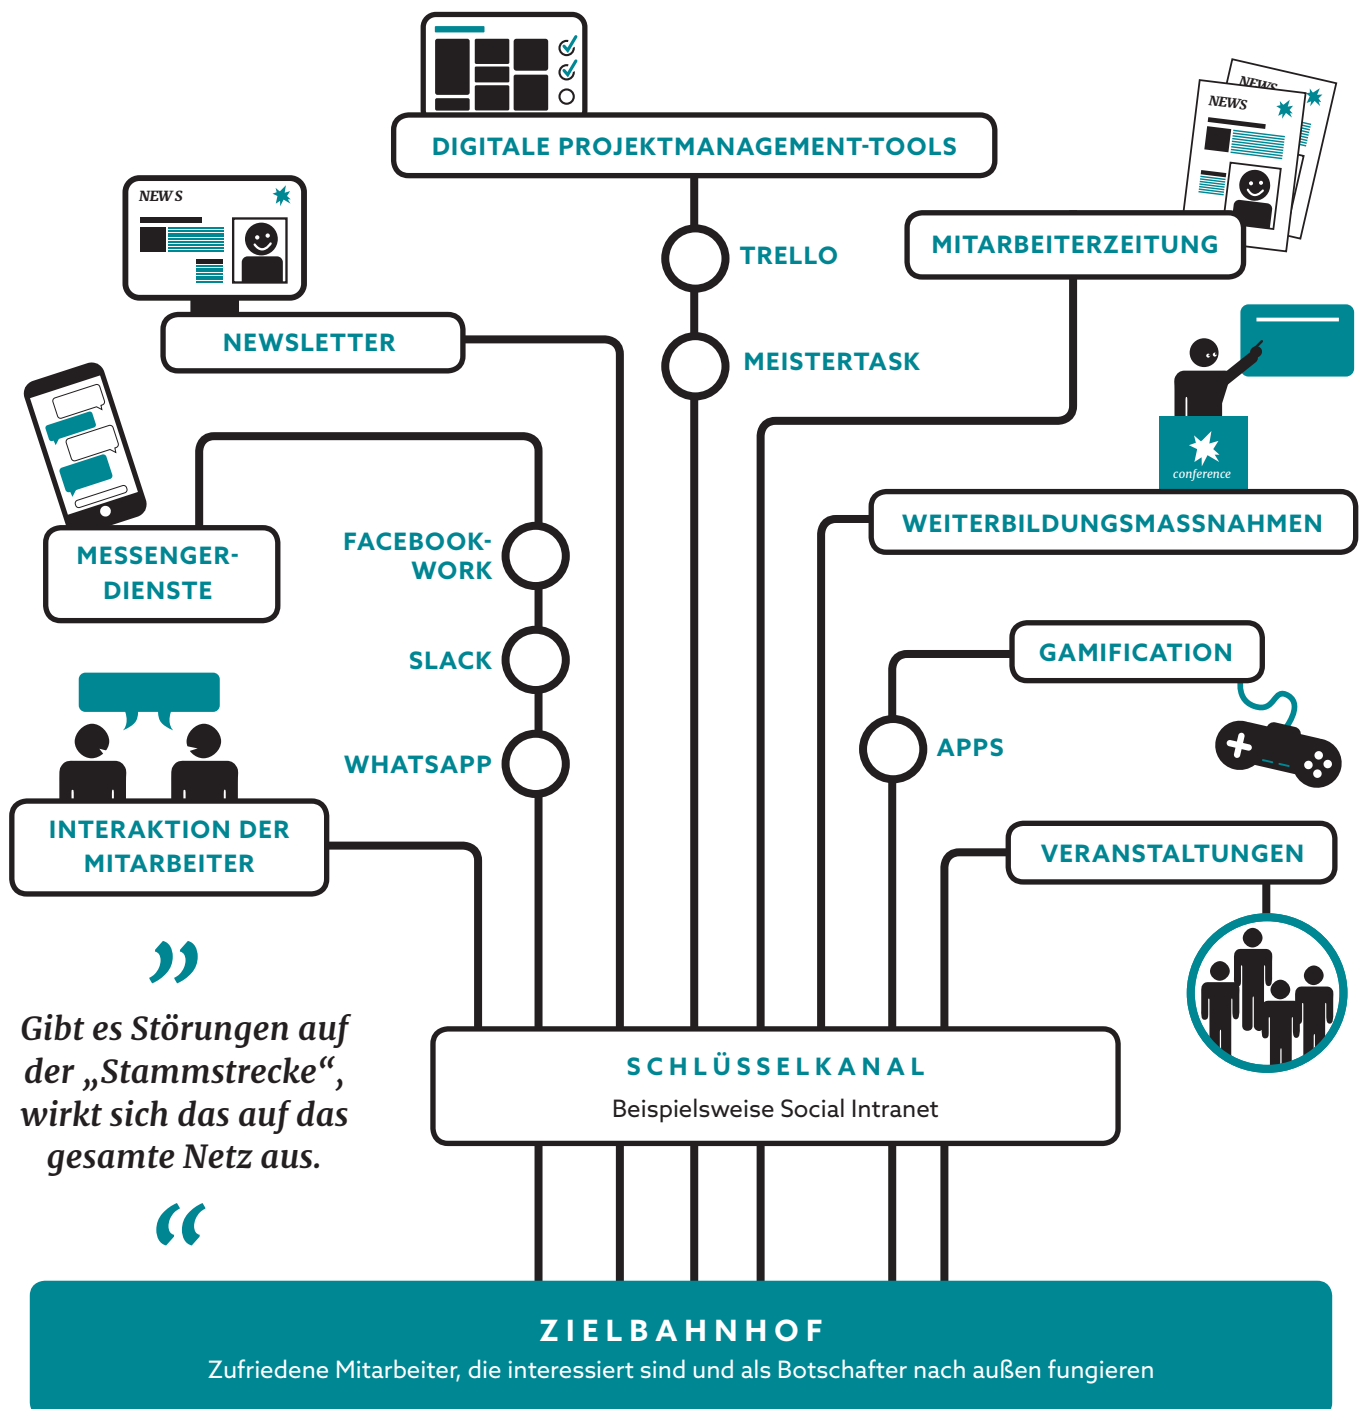 DIGITALE PROJEKTMANAGEMENT-TOOLS
NEWS
NEWS
NEWS
TRELLO
MITARBEITERZEITUNG
NEWSLETTER
MEISTERTASK
conference
WEITERBILDUNGSMASSNAHMEN
MESSENGER-
DIENSTE
FACEBOOK-
WORK
SLACK
WHATSAPP
GAMIFICATION
APPS
INTERAKTION DER
MITARBEITER
VERANSTALTUNGEN
”
Gibt es Störungen auf
der „Stammstrecke“,
wirkt sich das auf das
gesamte Netz aus.
“
SCHLÜSSELKANAL
Beispielsweise Social Intranet
ZIELBAHNHOF
Zufriedene Mitarbeiter, die interessiert sind und als Botschafter nach außen fungieren